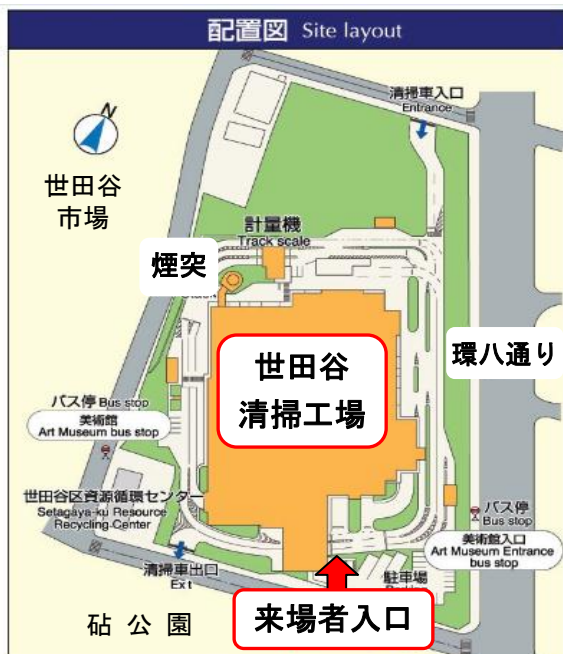 配置図 Site layout
清掃車入口
Entrance
N
世田谷
市場
計量機
Track scale
煙突
世田谷
清掃工場
環八通り
バス停 Bus stop
美術館
Art Museum bus stop
世田谷区資源循環センター
Setagaya-ku Resource
Recycling Center
バス停
Bus stop
美術館入口
Art Museum Entrance
bus stop
清掃車出口
Exit
駐車場
来場者入口
砧公園